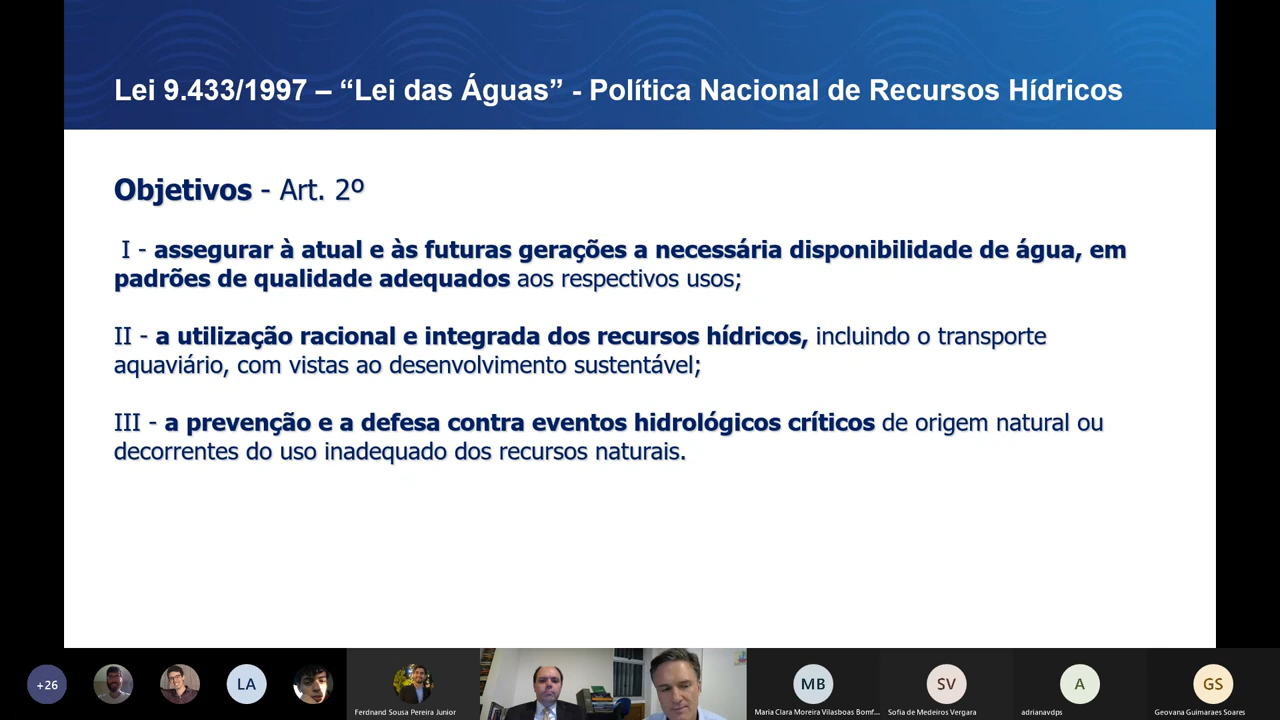 Lei 9.433/1997 – “Lei das Águas” - Política Nacional de Recursos Hídricos
Objetivos - Art. 2º
I - assegurar à atual e às futuras gerações a necessária disponibilidade de água, em
padrões de qualidade adequados aos respectivos usos;
II - a utilização racional e integrada dos recursos hídricos, incluindo o transporte
aquaviário, com vistas ao desenvolvimento sustentável;
III - a prevenção e a defesa contra eventos hidrológicos críticos de origem natural ou
decorrentes do uso inadequado dos recursos naturais.
+26
LA
MB
SV
A
GS
Ferdnand Sousa Pereira Junior
Maria Clara Moreira Vilasboas Bomf...
Sofia de Medeiros Vergara
adrianavdps
Geovana Guimaraes Soares